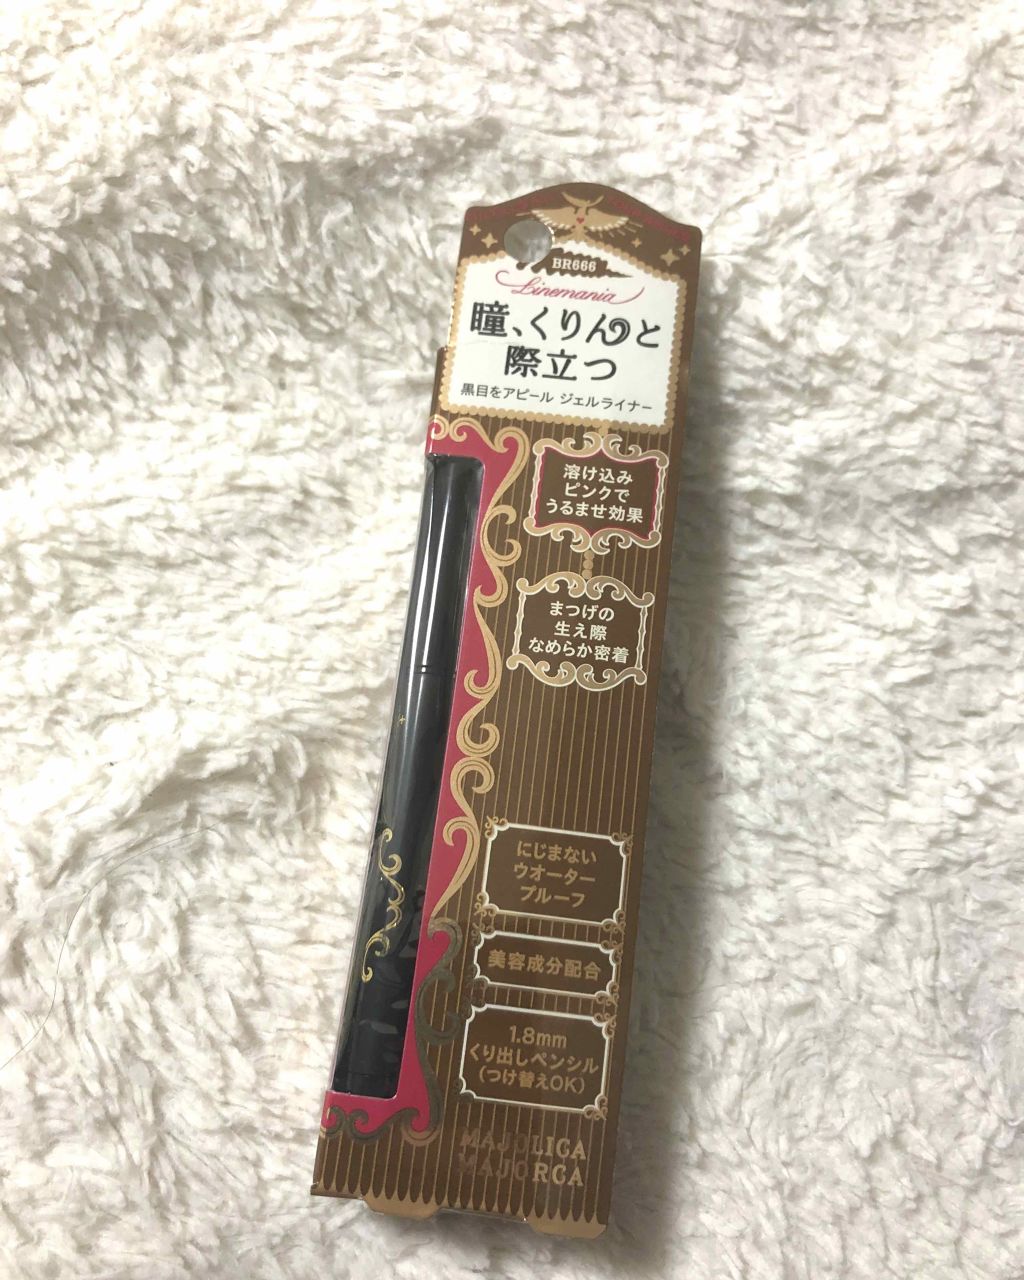 BR666
Linemania
瞳、くりんと
際立つ
黒目をアピール ジェルライナー
溶け込み
ピンクで
うるませ効果
まつげの
生え際
なめらか密着
にじまない
ウオーター
プルーフ
美容成分配合
1.8mm
くり出しペンシル
(つけ替えOK)
MAJOLICA
MAJORCA